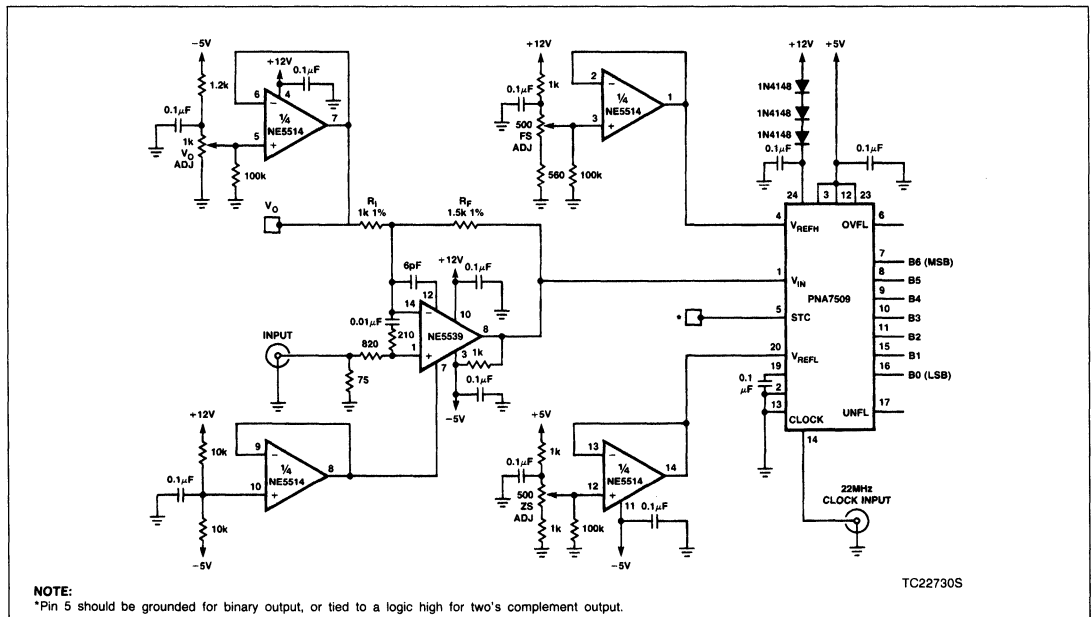 −5V
1.2k
0.1μF
1k
VO
ADJ
+12V
0.1μF
6
4
1/4
NE5514
7
5
100k
VO
RI
1k 1%
RF
1.5k 1%
6pF
+12V
0.1μF
12
14
10
0.01μF
210
NE5539
8
1
3
1k
7
0.1μF
−5V
INPUT
820
75
+12V
10k
0.1μF
10k
−5V
9
1/4
NE5514
8
10
+12V
1k
0.1μF
500
FS
ADJ
560
2
1/4
NE5514
1
3
100k
+5V
1k
0.1μF
500
ZS
ADJ
1k
13
1/4
NE5514
14
12
11
0.1μF
100k
−5V
+12V
+5V
1N4148
1N4148
1N4148
0.1μF
0.1μF
24
3
12
23
4
VREFH
OVFL
6
7
B6 (MSB)
1
VIN
8
B5
PNA7509
9
B4
*
5
STC
10
B3
11
B2
20
VREFL
15
B1
19
16
B0 (LSB)
0.1
μF
2
13
UNFL
17
CLOCK
14
22MHz
CLOCK INPUT
TC22730S
NOTE:
*Pin 5 should be grounded for binary output, or tied to a logic high for two's complement output.